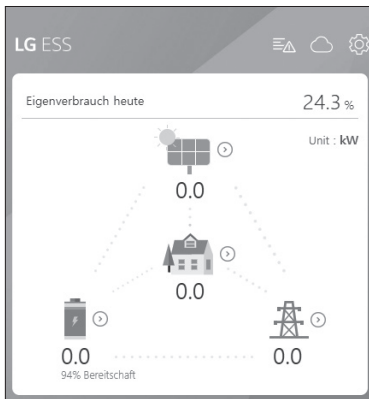 LG ESS
Eigenverbrauch heute 24.3 %
Unit : kW
0.0
0.0
0.0 0.0
94% Bereitschaft